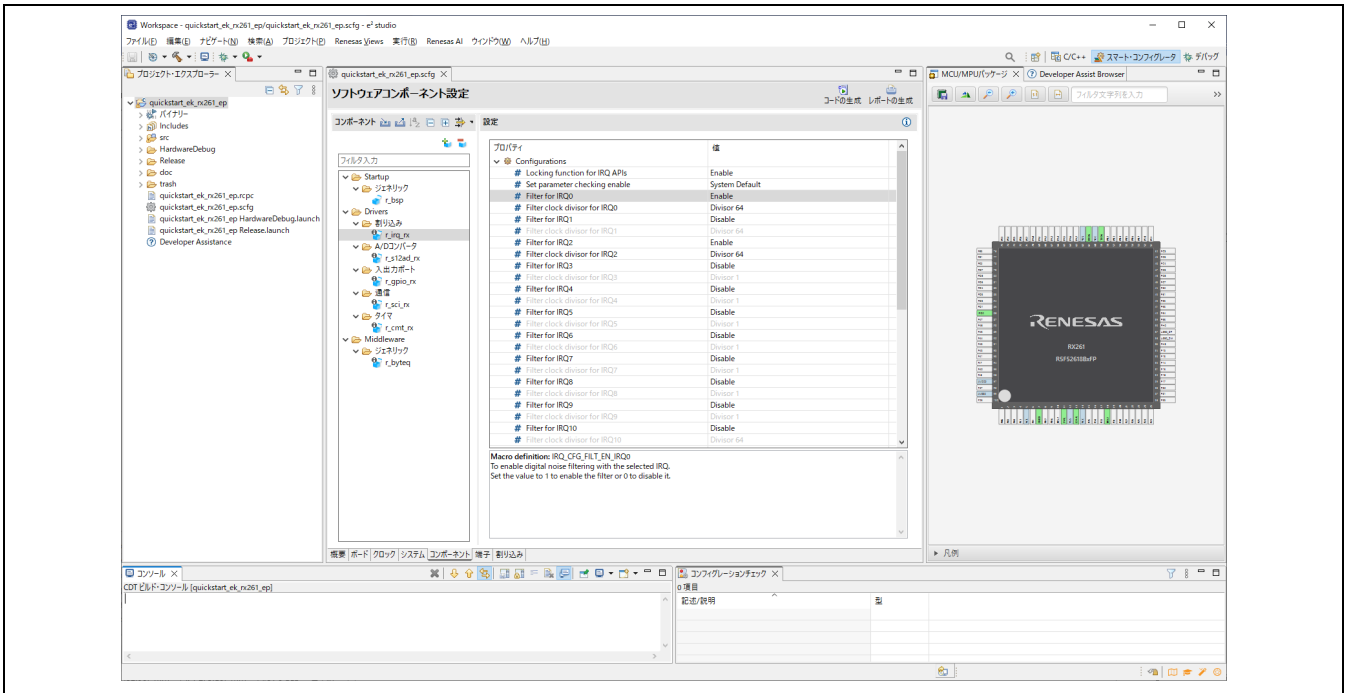 Workspace - quickstart_ek_rx261_ep/quickstart_ek_rx261_ep.scfg - e² studio
ファイル(F) 編集(E) ナビゲート(N) 検索(A) プロジェクト(P) Renesas Views 実行(R) Renesas AI ウィンドウ(W) ヘルプ(H)
C/C++ スマート・コンフィグレータ デバッグ
プロジェクト・エクスプローラー
quickstart_ek_rx261_ep
バイナリー
Includes
src
HardwareDebug
Release
doc
trash
quickstart_ek_rx261_ep.rcpc
quickstart_ek_rx261_ep.scfg
quickstart_ek_rx261_ep HardwareDebug.launch
quickstart_ek_rx261_ep Release.launch
Developer Assistance
quickstart_ek_rx261_ep.scfg
ソフトウェアコンポーネント設定
コードの生成 レポートの生成
コンポーネント
フィルタ入力
Startup
ジェネリック
r_bsp
Drivers
割り込み
r_irq_rx
A/Dコンバータ
r_s12ad_rx
入出力ポート
r_gpio_rx
通信
r_sci_rx
タイマ
r_cmt_rx
Middleware
ジェネリック
r_byteq
設定
プロパティ 値
Configurations
# Locking function for IRQ APIs Enable
# Set parameter checking enable System Default
# Filter for IRQ0 Enable
# Filter clock divisor for IRQ0 Divisor 64
# Filter for IRQ1 Disable
# Filter clock divisor for IRQ1 Divisor 64
# Filter for IRQ2 Enable
# Filter clock divisor for IRQ2 Divisor 64
# Filter for IRQ3 Disable
# Filter clock divisor for IRQ3 Divisor 1
# Filter for IRQ4 Disable
# Filter clock divisor for IRQ4 Divisor 1
# Filter for IRQ5 Disable
# Filter clock divisor for IRQ5 Divisor 1
# Filter for IRQ6 Disable
# Filter clock divisor for IRQ6 Divisor 1
# Filter for IRQ7 Disable
# Filter clock divisor for IRQ7 Divisor 1
# Filter for IRQ8 Disable
# Filter clock divisor for IRQ8 Divisor 1
# Filter for IRQ9 Disable
# Filter clock divisor for IRQ9 Divisor 1
# Filter for IRQ10 Disable
# Filter clock divisor for IRQ10 Divisor 64
Macro definition: IRQ_CFG_FILT_EN_IRQ0
To enable digital noise filtering with the selected IRQ.
Set the value to 1 to enable the filter or 0 to disable it.
概要 ボード クロック システム コンポーネント 端子 割り込み
MCU/MPUパッケージ Developer Assist Browser
フィルタ文字列を入力
RENESAS
RX261
R5F52618BxFP
凡例
コンソール
CDT ビルド・コンソール [quickstart_ek_rx261_ep]
コンフィグレーションチェック
0 項目
記述/説明 型